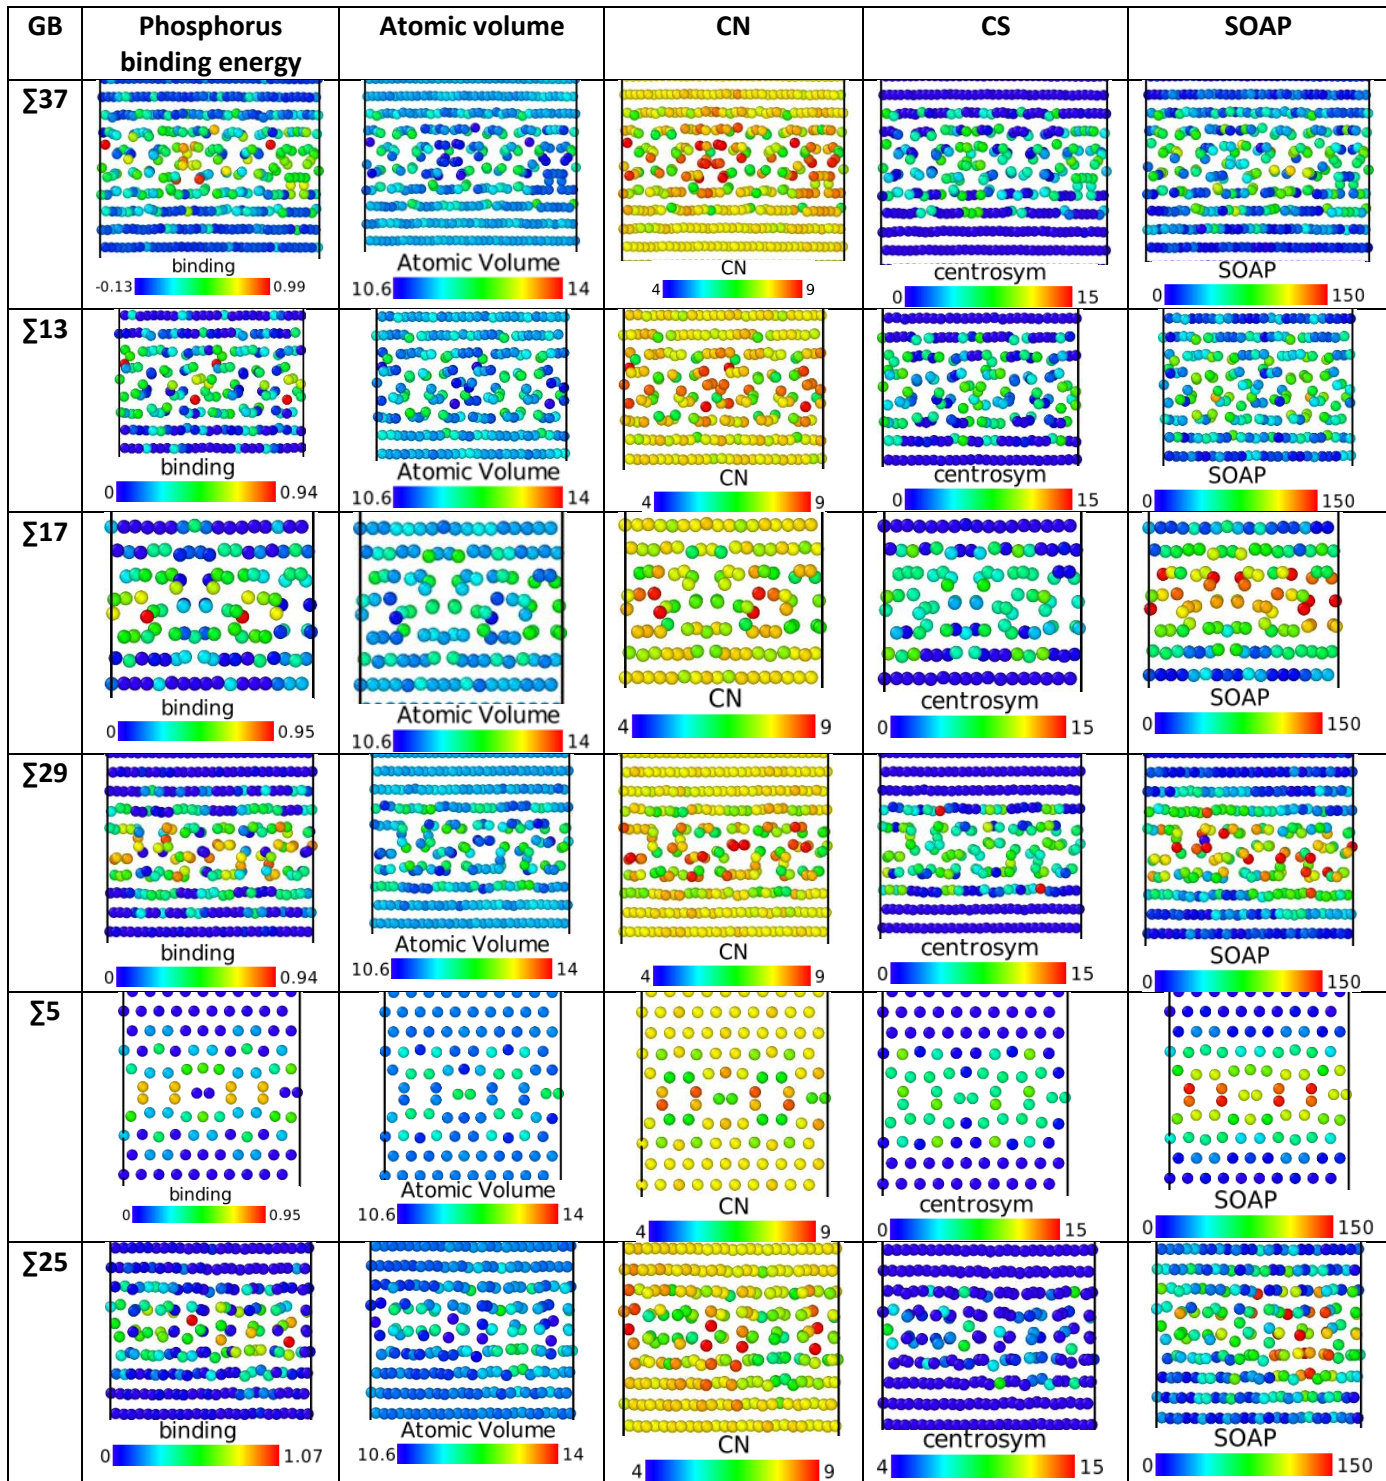 GB Phosphorus binding energy Atomic volume CN CS SOAP
∑37
binding
-0.13 0.99
Atomic Volume
10.6 14
CN
4 9
centrosym
0 15
SOAP
0 150
∑13
binding
0 0.94
Atomic Volume
10.6 14
CN
4 9
centrosym
0 15
SOAP
0 150
∑17
binding
0 0.95
Atomic Volume
10.6 14
CN
4 9
centrosym
0 15
SOAP
0 150
∑29
binding
0 0.94
Atomic Volume
10.6 14
CN
4 9
centrosym
0 15
SOAP
0 150
∑5
binding
0 0.95
Atomic Volume
10.6 14
CN
4 9
centrosym
0 15
SOAP
0 150
∑25
binding
0 1.07
Atomic Volume
10.6 14
CN
4 9
centrosym
4 15
SOAP
0 150